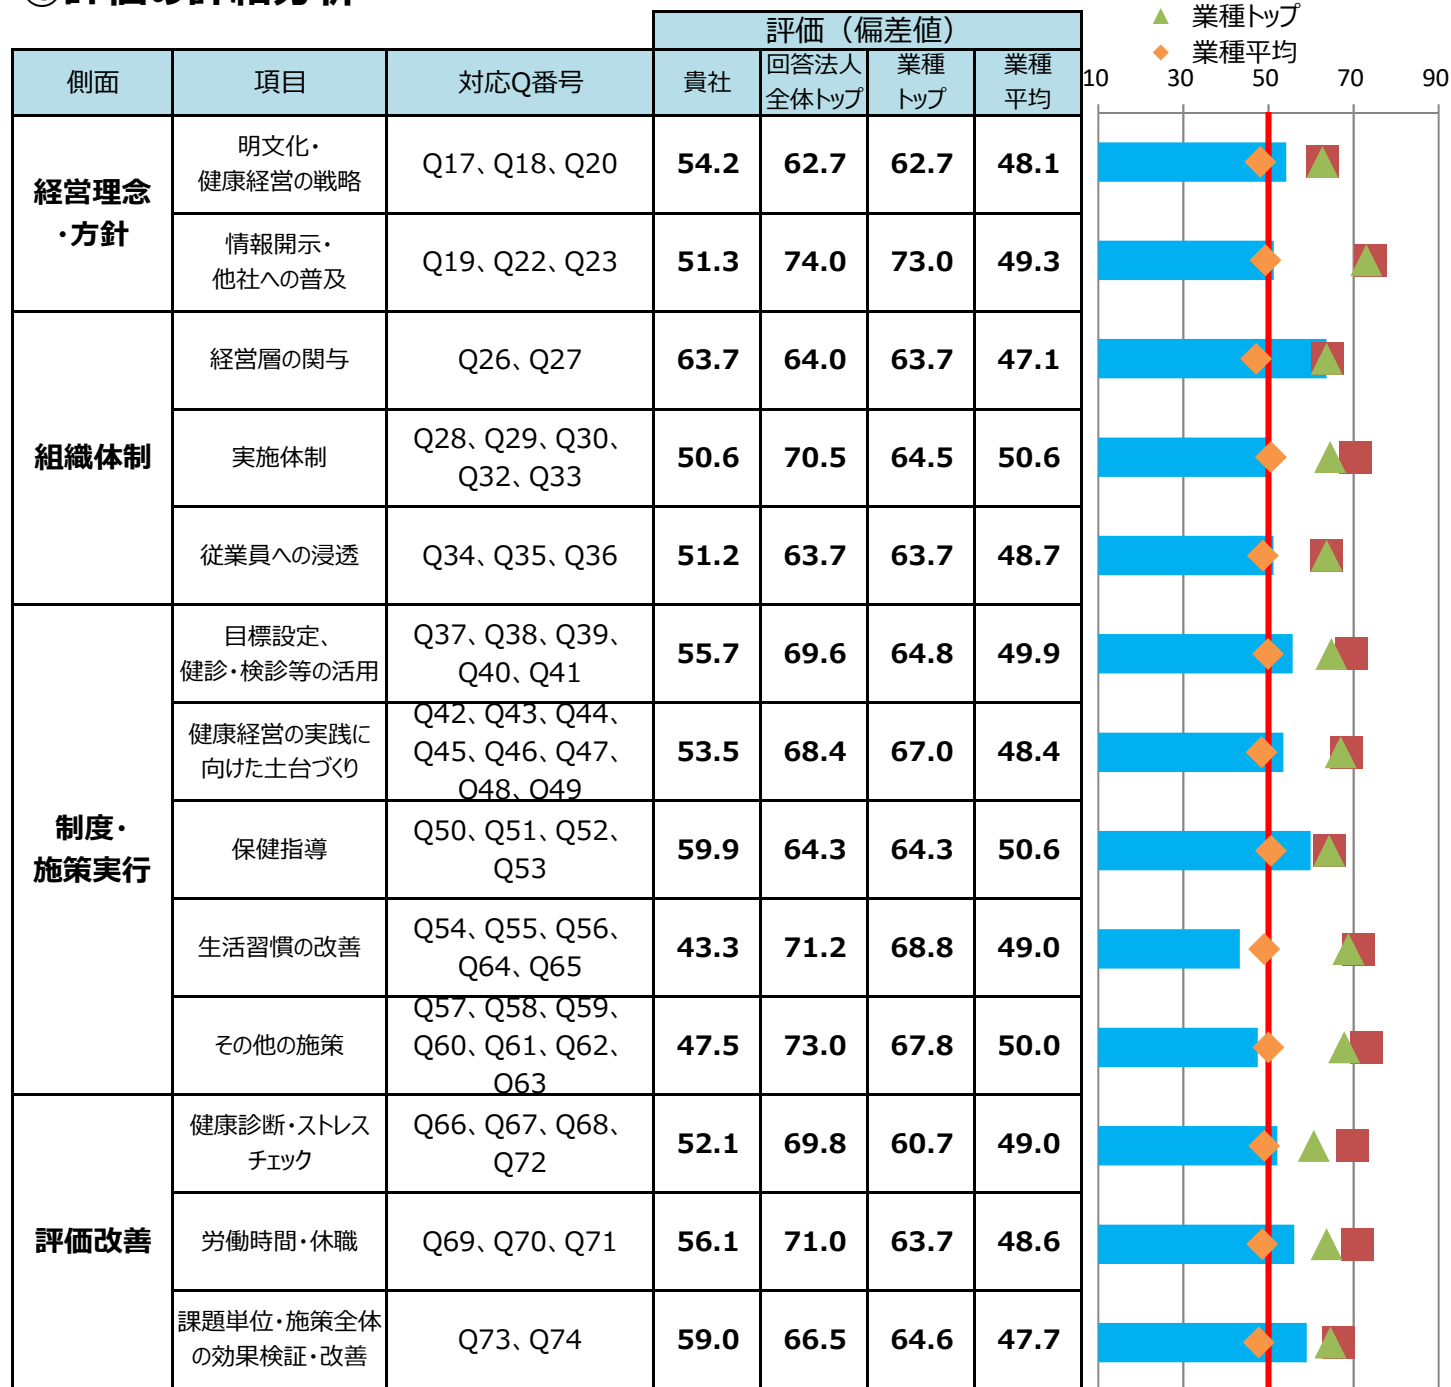 ①評価の詳細分析
▲ 業種トップ
◆ 業種平均
評価（偏差値）
側面 項目 対応Q番号 貴社 回答法人全体トップ 業種トップ 業種平均
10 30 50 70 90
経営理念
・方針
明文化・
健康経営の戦略
Q17、Q18、Q20
54.2 62.7 62.7 48.1
情報開示・
他社への普及
Q19、Q22、Q23
51.3 74.0 73.0 49.3
組織体制
経営層の関与
Q26、Q27
63.7 64.0 63.7 47.1
実施体制
Q28、Q29、Q30、
Q32、Q33
50.6 70.5 64.5 50.6
従業員への浸透
Q34、Q35、Q36
51.2 63.7 63.7 48.7
制度・
施策実行
目標設定、
健診・検診等の活用
Q37、Q38、Q39、
Q40、Q41
55.7 69.6 64.8 49.9
健康経営の実践に
向けた土台づくり
Q42、Q43、Q44、
Q45、Q46、Q47、
Q48、Q49
53.5 68.4 67.0 48.4
保健指導
Q50、Q51、Q52、
Q53
59.9 64.3 64.3 50.6
生活習慣の改善
Q54、Q55、Q56、
Q64、Q65
43.3 71.2 68.8 49.0
その他の施策
Q57、Q58、Q59、
Q60、Q61、Q62、
Q63
47.5 73.0 67.8 50.0
評価改善
健康診断・ストレス
チェック
Q66、Q67、Q68、
Q72
52.1 69.8 60.7 49.0
労働時間・休職
Q69、Q70、Q71
56.1 71.0 63.7 48.6
課題単位・施策全体
の効果検証・改善
Q73、Q74
59.0 66.5 64.6 47.7